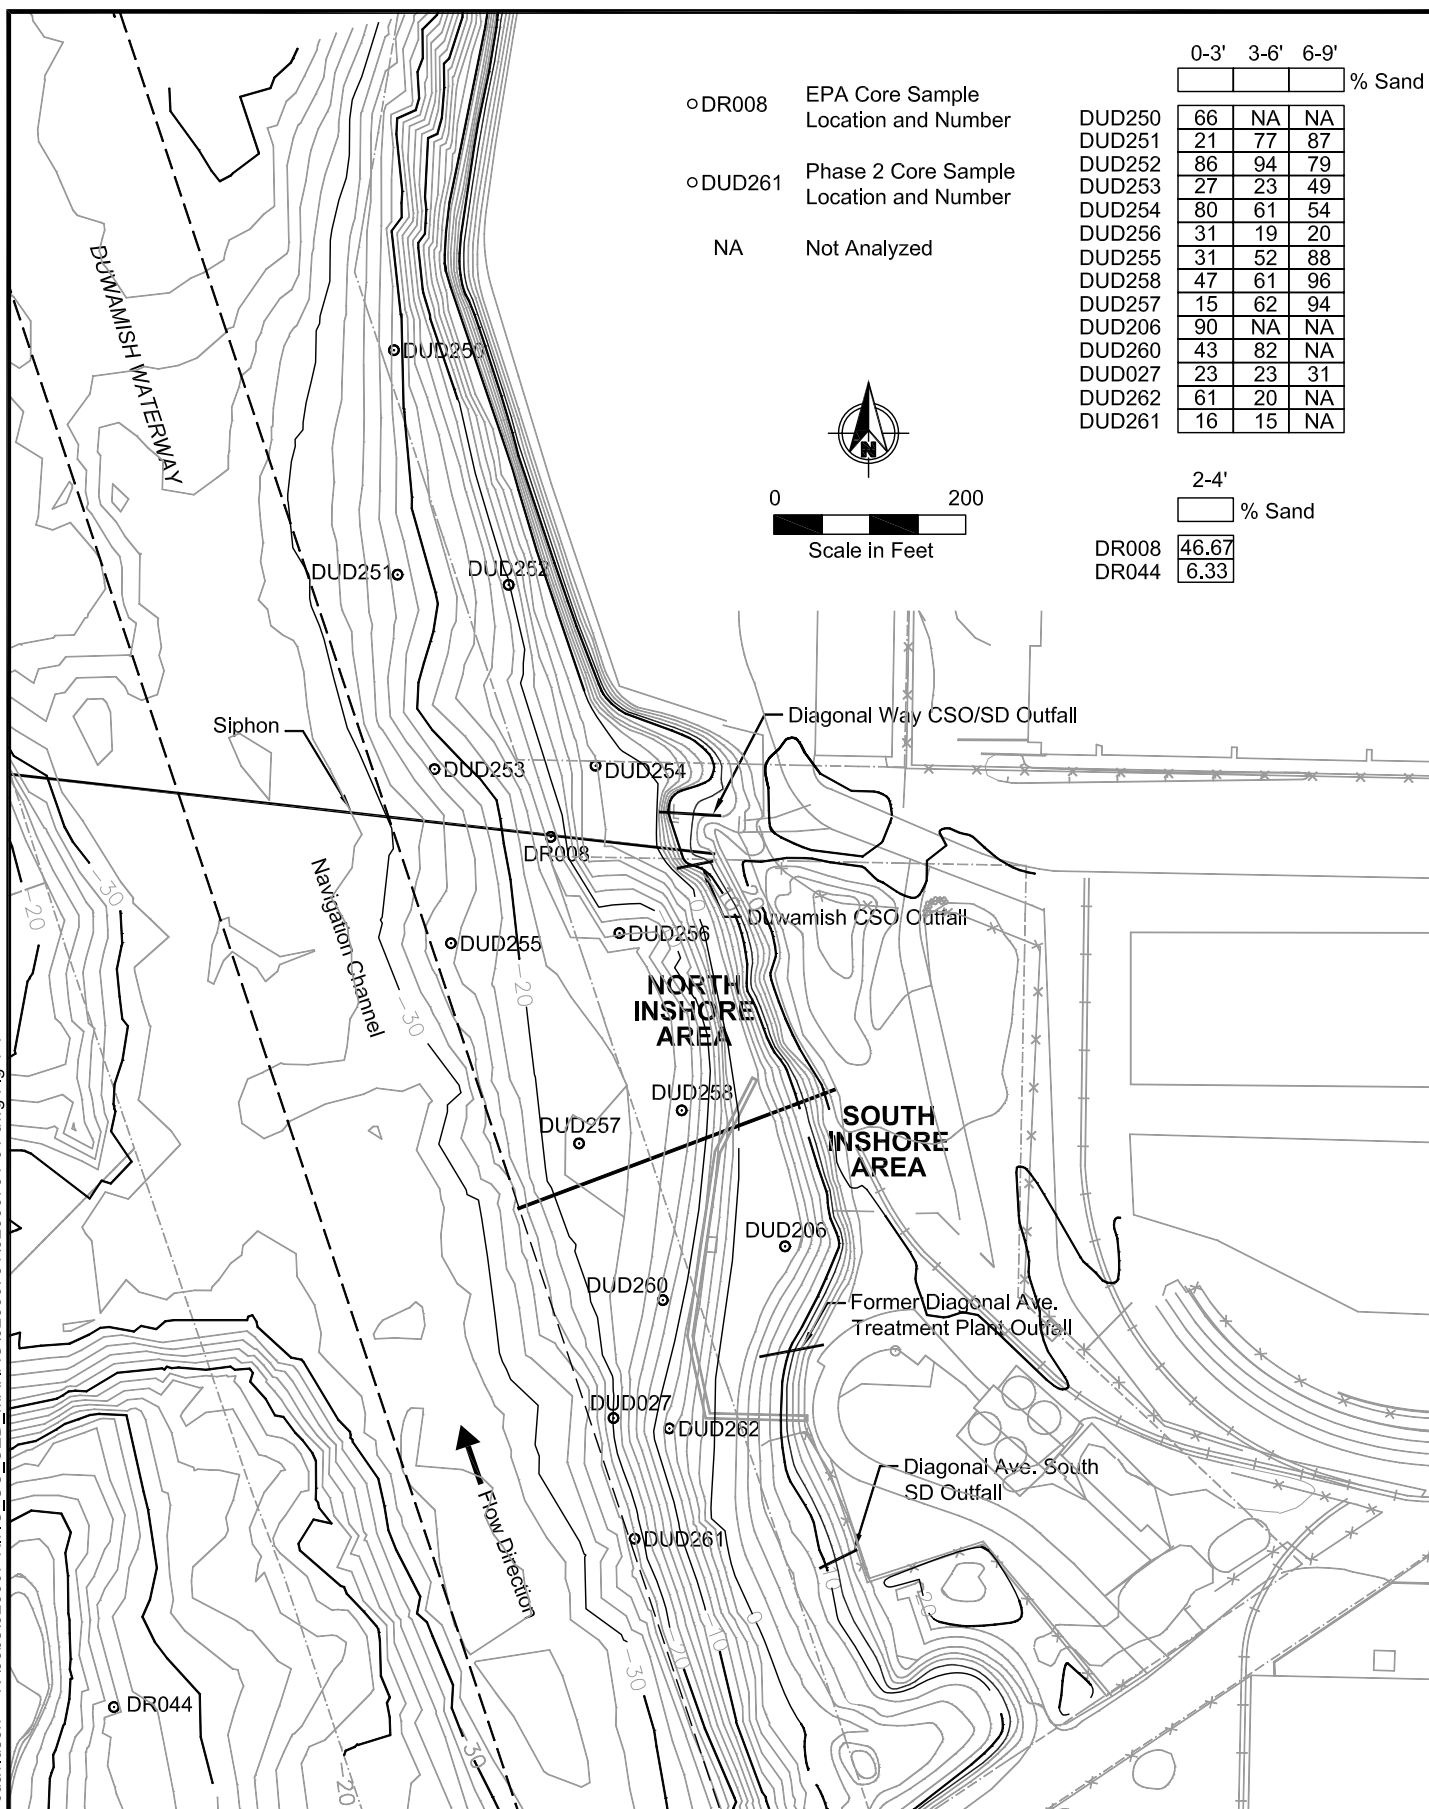 0-3' 3-6' 6-9'
% Sand
DUD250 66 NA NA
DUD251 21 77 87
DUD252 86 94 79
DUD253 27 23 49
DUD254 80 61 54
DUD256 31 19 20
DUD255 31 52 88
DUD258 47 61 96
DUD257 15 62 94
DUD206 90 NA NA
DUD260 43 82 NA
DUD027 23 23 31
DUD262 61 20 NA
DUD261 16 15 NA
2-4'
% Sand
DR008 46.67
DR044 6.33
DR008 EPA Core Sample
Location and Number
DUD261 Phase 2 Core Sample
Location and Number
NA Not Analyzed
N
0 200
Scale in Feet
DUWAMISH WATERWAY
DUD250
DUD251
DUD252
Siphon
Diagonal Way CSO/SD Outfall
DUD253
DUD254
DR008
Navigation Channel
Duwamish CSO Outfall
DUD255
DUD256
NORTH
INSHORE
AREA
DUD258
DUD257
SOUTH
INSHORE
AREA
DUD206
DUD260
Former Diagonal Ave.
Treatment Plant Outfall
DUD027
DUD262
Diagonal Ave. South
SD Outfall
Flow Direction
DUD261
DR044
-30
-20
-30
-20
0
10
20
-30
-20
-10
0
10
20
-30
-20